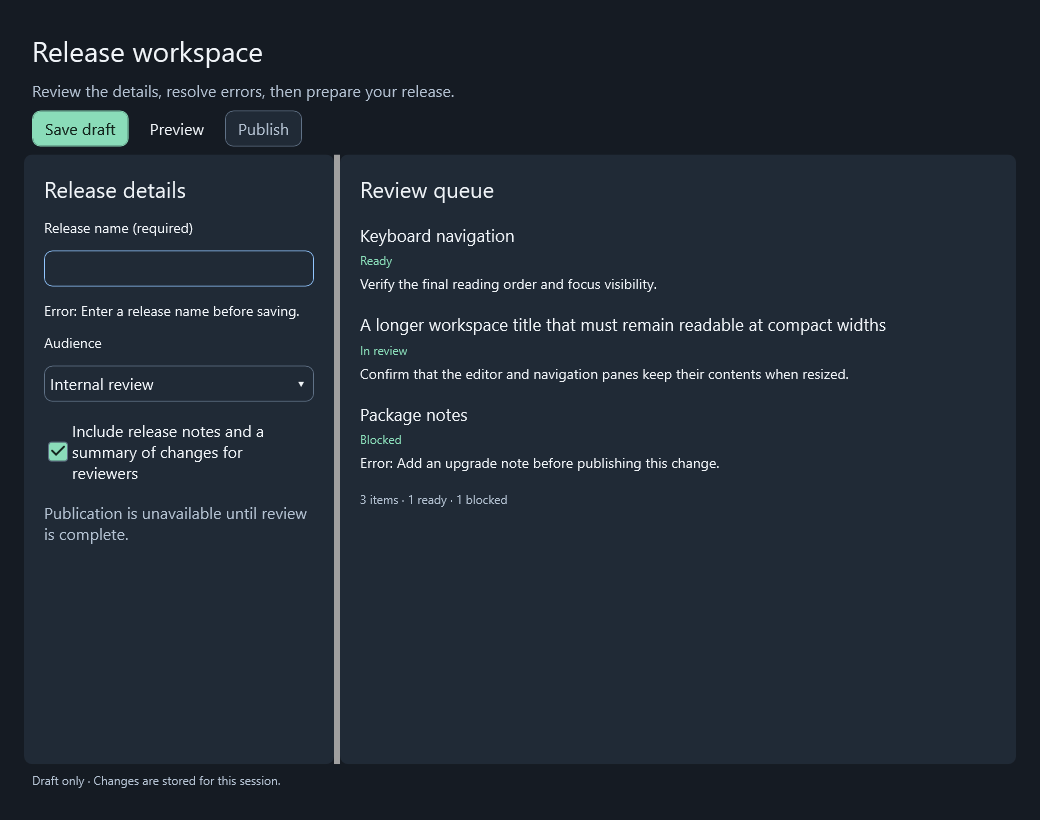 Release workspace
Review the details, resolve errors, then prepare your release.
Save draft
Preview
Publish
Release details
Release name (required)
Error: Enter a release name before saving.
Audience
Internal review
Include release notes and a
summary of changes for
reviewers
Publication is unavailable until review
is complete.
Review queue
Keyboard navigation
Ready
Verify the final reading order and focus visibility.
A longer workspace title that must remain readable at compact widths
In review
Confirm that the editor and navigation panes keep their contents when resized.
Package notes
Blocked
Error: Add an upgrade note before publishing this change.
3 items · 1 ready · 1 blocked
Draft only · Changes are stored for this session.